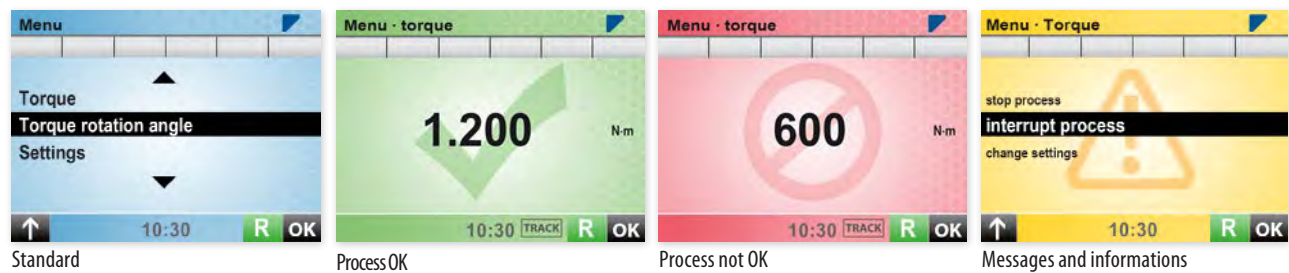 Menu
Torque
Torque rotation angle
Settings
10:30 R OK
Standard
Menu · torque
1.200 N·m
10:30 TRACK R OK
Process OK
Menu · torque
600 N·m
10:30 TRACK R OK
Process not OK
Menu · Torque
stop process
interrupt process
change settings
10:30 R OK
Messages and informations